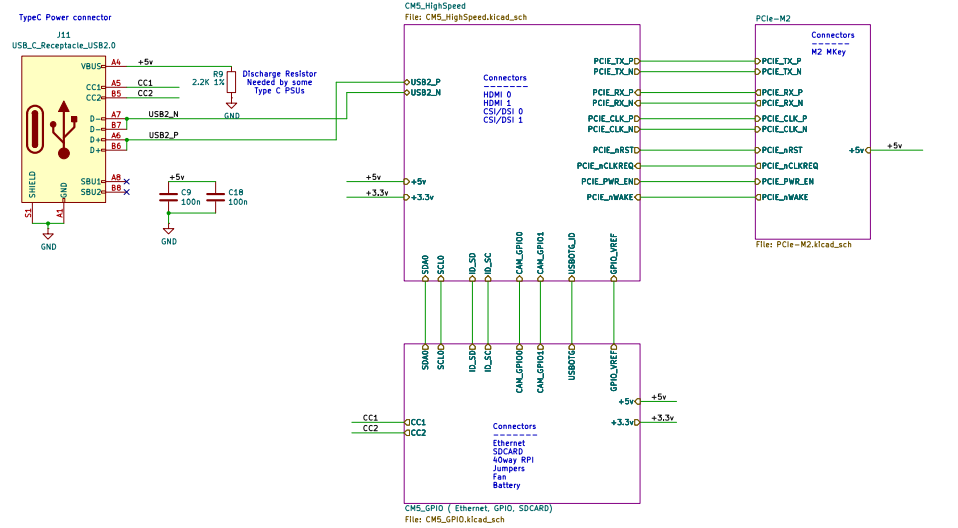 TypeC Power connector
J11
USB_C_Receptacle_USB2.0
VBUS
A4
+5v
CC1
A5
CC1
CC2
B5
CC2
D-
A7
USB2_N
D-
B7
D+
A6
USB2_P
D+
B6
SBU1
A8
SBU2
B8
SHIELD
GND
S1
A1
GND
R9
2.2K 1%
GND
Discharge Resistor
Needed by some
Type C PSUs
+5v
C9
100n
C18
100n
GND
CM5_HighSpeed
File: CM5_HighSpeed.kicad_sch
USB2_P
USB2_N
Connectors
-------
HDMI 0
HDMI 1
CSI/DSI 0
CSI/DSI 1
+5v
+5v
+3.3v
+3.3v
PCIE_TX_P
PCIE_TX_N
PCIE_RX_P
PCIE_RX_N
PCIE_CLK_P
PCIE_CLK_N
PCIE_nRST
PCIE_nCLKREQ
PCIE_PWR_EN
PCIE_nWAKE
SDA0
SCL0
ID_SD
ID_SC
CAM_GPIO0
CAM_GPIO1
USBOTG_ID
GPIO_VREF
PCIe-M2
Connectors
------
M2 MKey
PCIE_TX_P
PCIE_TX_N
PCIE_RX_P
PCIE_RX_N
PCIE_CLK_P
PCIE_CLK_N
PCIE_nRST
PCIE_nCLKREQ
PCIE_PWR_EN
PCIE_nWAKE
+5v
+5v
File: PCIe-M2.kicad_sch
SDA0
SCL0
ID_SD
ID_SC
CAM_GPIO0
CAM_GPIO1
USBOTG
GPIO_VREF
+5v
+5v
+3.3v
+3.3v
CC1
CC1
CC2
CC2
Connectors
-------
Ethernet
SDCARD
40way RPI
Jumpers
Fan
Battery
CM5_GPIO ( Ethernet, GPIO, SDCARD)
File: CM5_GPIO.kicad_sch